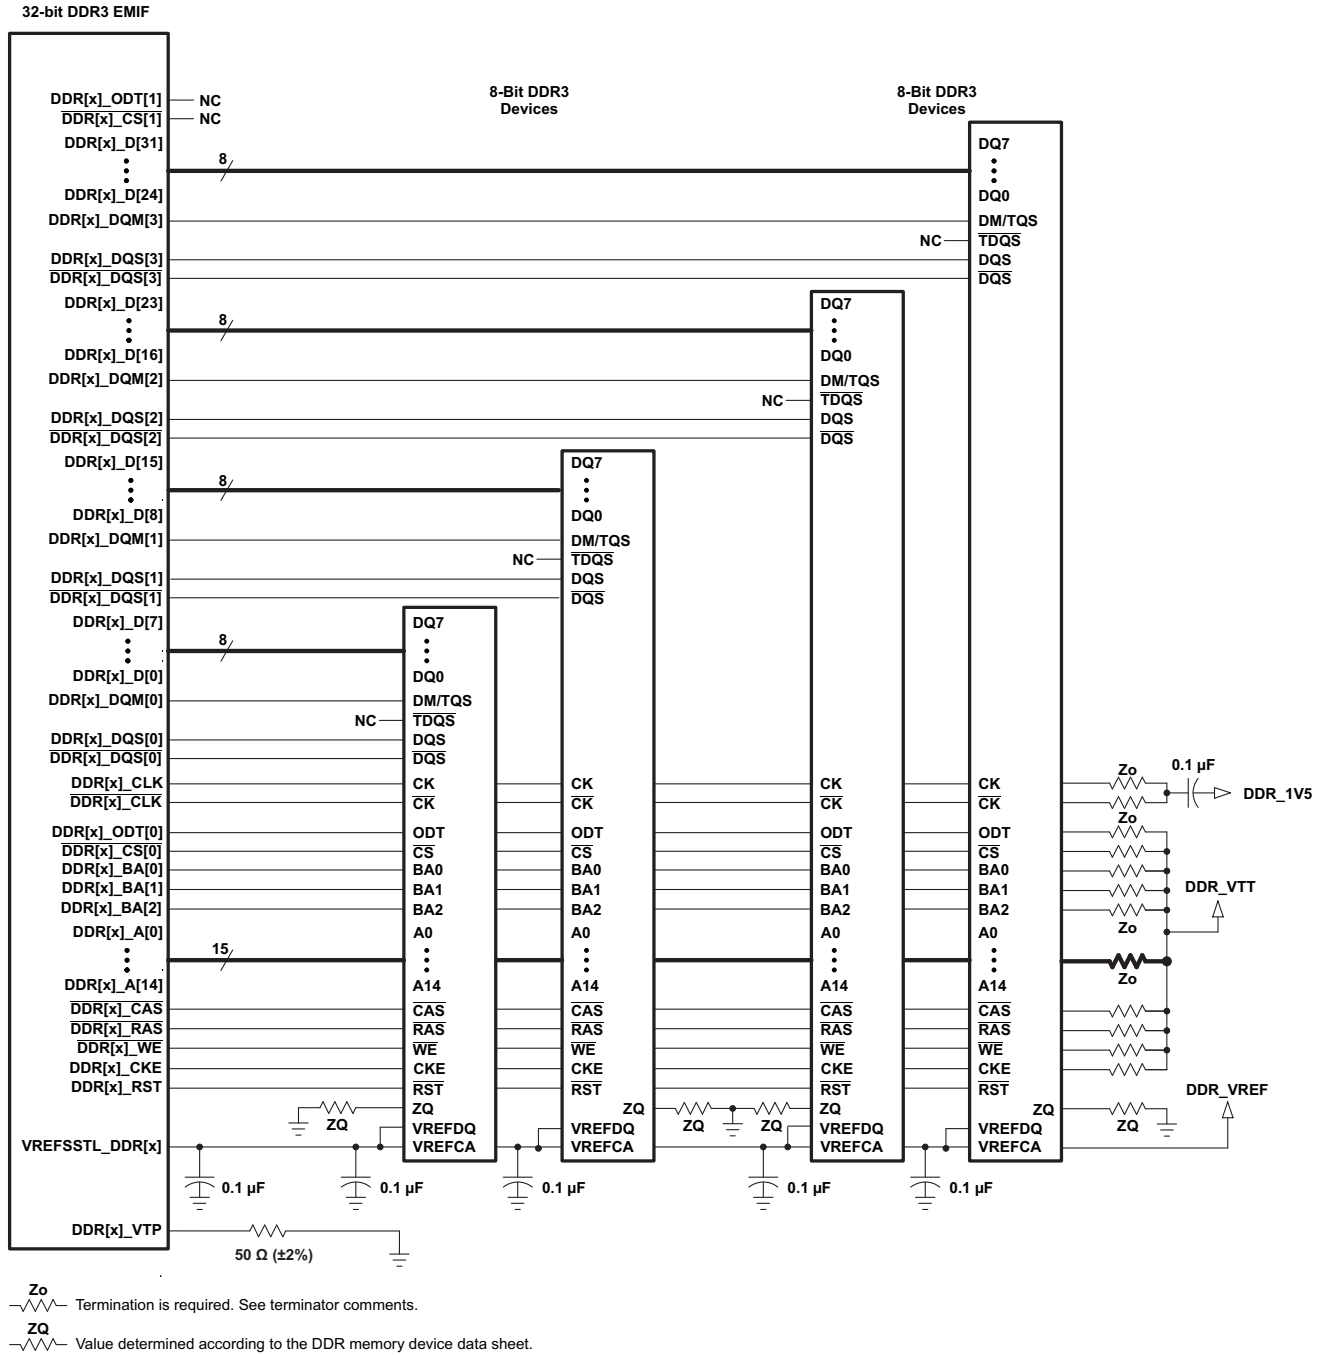 32-bit DDR3 EMIF
8-Bit DDR3
Devices
8-Bit DDR3
Devices
DDR[x]_ODT[1] NC
DDR[x]_CS[1] NC
DDR[x]_D[31] DQ7
8
DDR[x]_D[24] DQ0
DDR[x]_DQM[3] DM/TQS
NC TDQS
DDR[x]_DQS[3] DQS
DDR[x]_DQS[3] DQS
DDR[x]_D[23] DQ7
8
DDR[x]_D[16] DQ0
DDR[x]_DQM[2] DM/TQS
NC TDQS
DDR[x]_DQS[2] DQS
DDR[x]_DQS[2] DQS
DDR[x]_D[15] DQ7
8
DDR[x]_D[8] DQ0
DDR[x]_DQM[1] DM/TQS
NC TDQS
DDR[x]_DQS[1] DQS
DDR[x]_DQS[1] DQS
DDR[x]_D[7] DQ7
8
DDR[x]_D[0] DQ0
DDR[x]_DQM[0] DM/TQS
NC TDQS
DDR[x]_DQS[0] DQS
DDR[x]_DQS[0] DQS
Zo 0.1 µF
DDR[x]_CLK CK CK CK CK
DDR_1V5
DDR[x]_CLK CK CK CK CK
Zo
DDR[x]_ODT[0] ODT ODT ODT ODT
DDR[x]_CS[0] CS CS CS CS
DDR[x]_BA[0] BA0 BA0 BA0 BA0
DDR[x]_BA[1] BA1 BA1 BA1 BA1 DDR_VTT
DDR[x]_BA[2] BA2 BA2 BA2 BA2
Zo
DDR[x]_A[0] A0 A0 A0 A0
15
Zo
DDR[x]_A[14] A14 A14 A14 A14
DDR[x]_CAS CAS CAS CAS CAS
DDR[x]_RAS RAS RAS RAS RAS
DDR[x]_WE WE WE WE WE
DDR[x]_CKE CKE CKE CKE CKE
DDR[x]_RST RST RST RST RST DDR_VREF
ZQ ZQ ZQ ZQ
ZQ ZQ ZQ ZQ
VREFDQ VREFDQ VREFDQ VREFDQ
VREFSSTL_DDR[x] VREFCA VREFCA VREFCA VREFCA
0.1 µF 0.1 µF 0.1 µF 0.1 µF 0.1 µF
DDR[x]_VTP
50 Ω (±2%)
Zo
Termination is required. See terminator comments.
ZQ
Value determined according to the DDR memory device data sheet.